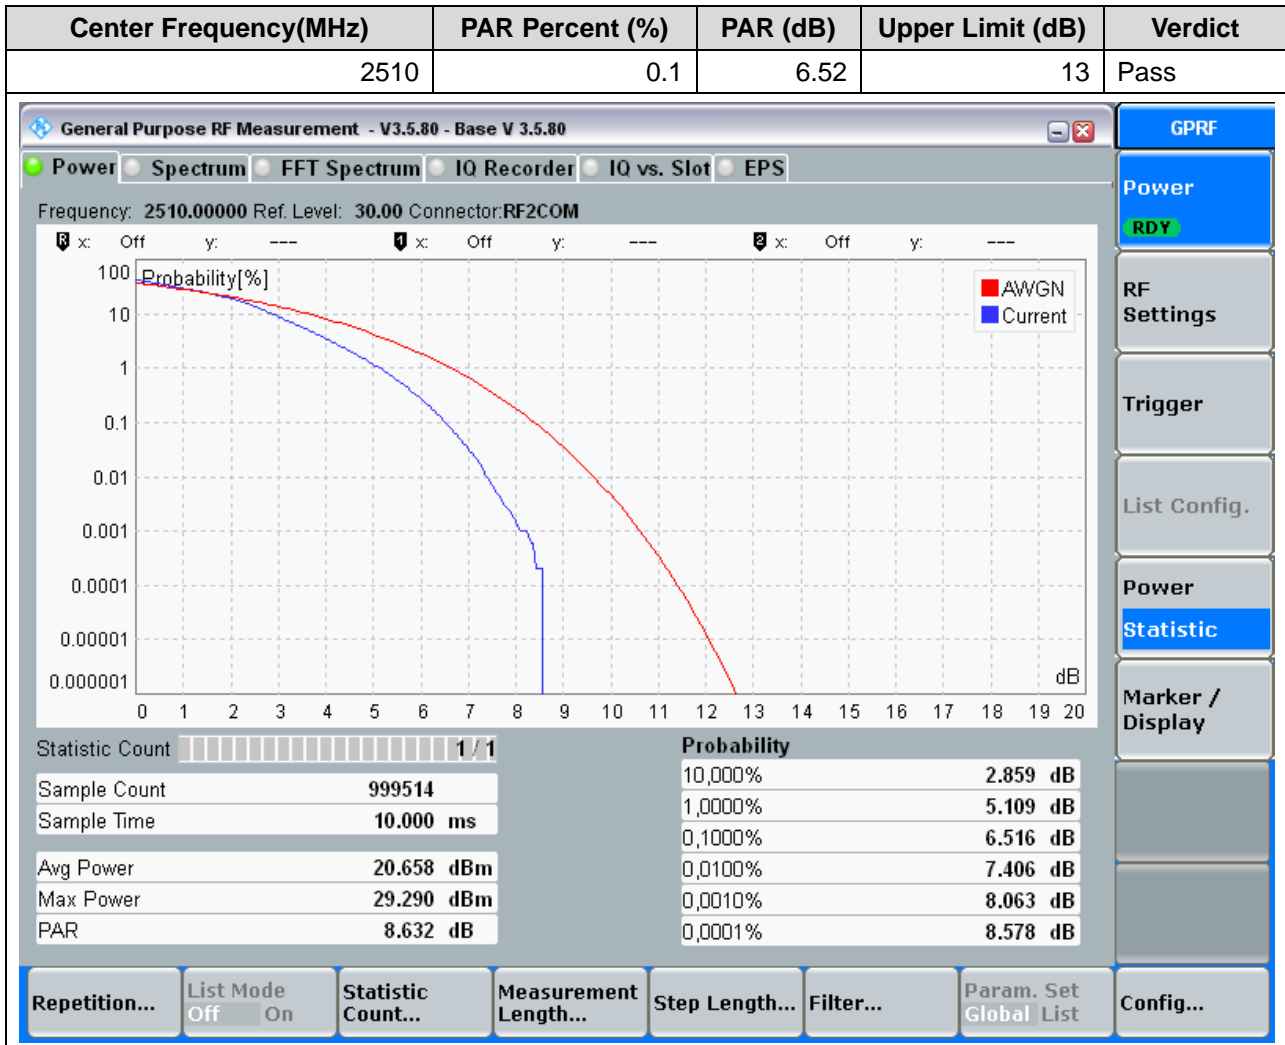 Center Frequency(MHz) PAR Percent (%) PAR (dB) Upper Limit (dB) Verdict
2510 0.1 6.52 13 Pass
General Purpose RF Measurement - V3.5.80 - Base V 3.5.80
GPRF
Power Spectrum FFT Spectrum IQ Recorder IQ vs. Slot EPS
Frequency: 2510.00000 Ref. Level: 30.00 Connector:RF2COM
R x: Off y: --- 1 x: Off y: --- 2 x: Off y: ---
Probability[%]
AWGN
Current
100
10
1
0.1
0.01
0.001
0.0001
0.00001
0.000001
dB
0 1 2 3 4 5 6 7 8 9 10 11 12 13 14 15 16 17 18 19 20
Statistic Count 1 / 1
Sample Count 999514
Sample Time 10.000 ms
Avg Power 20.658 dBm
Max Power 29.290 dBm
PAR 8.632 dB
Probability
10,000% 2.859 dB
1,0000% 5.109 dB
0,1000% 6.516 dB
0,0100% 7.406 dB
0,0010% 8.063 dB
0,0001% 8.578 dB
Power
RDY
RF
Settings
Trigger
List Config.
Power
Statistic
Marker /
Display
Repetition...
List Mode
Off On
Statistic
Count...
Measurement
Length...
Step Length...
Filter...
Param. Set
Global List
Config...